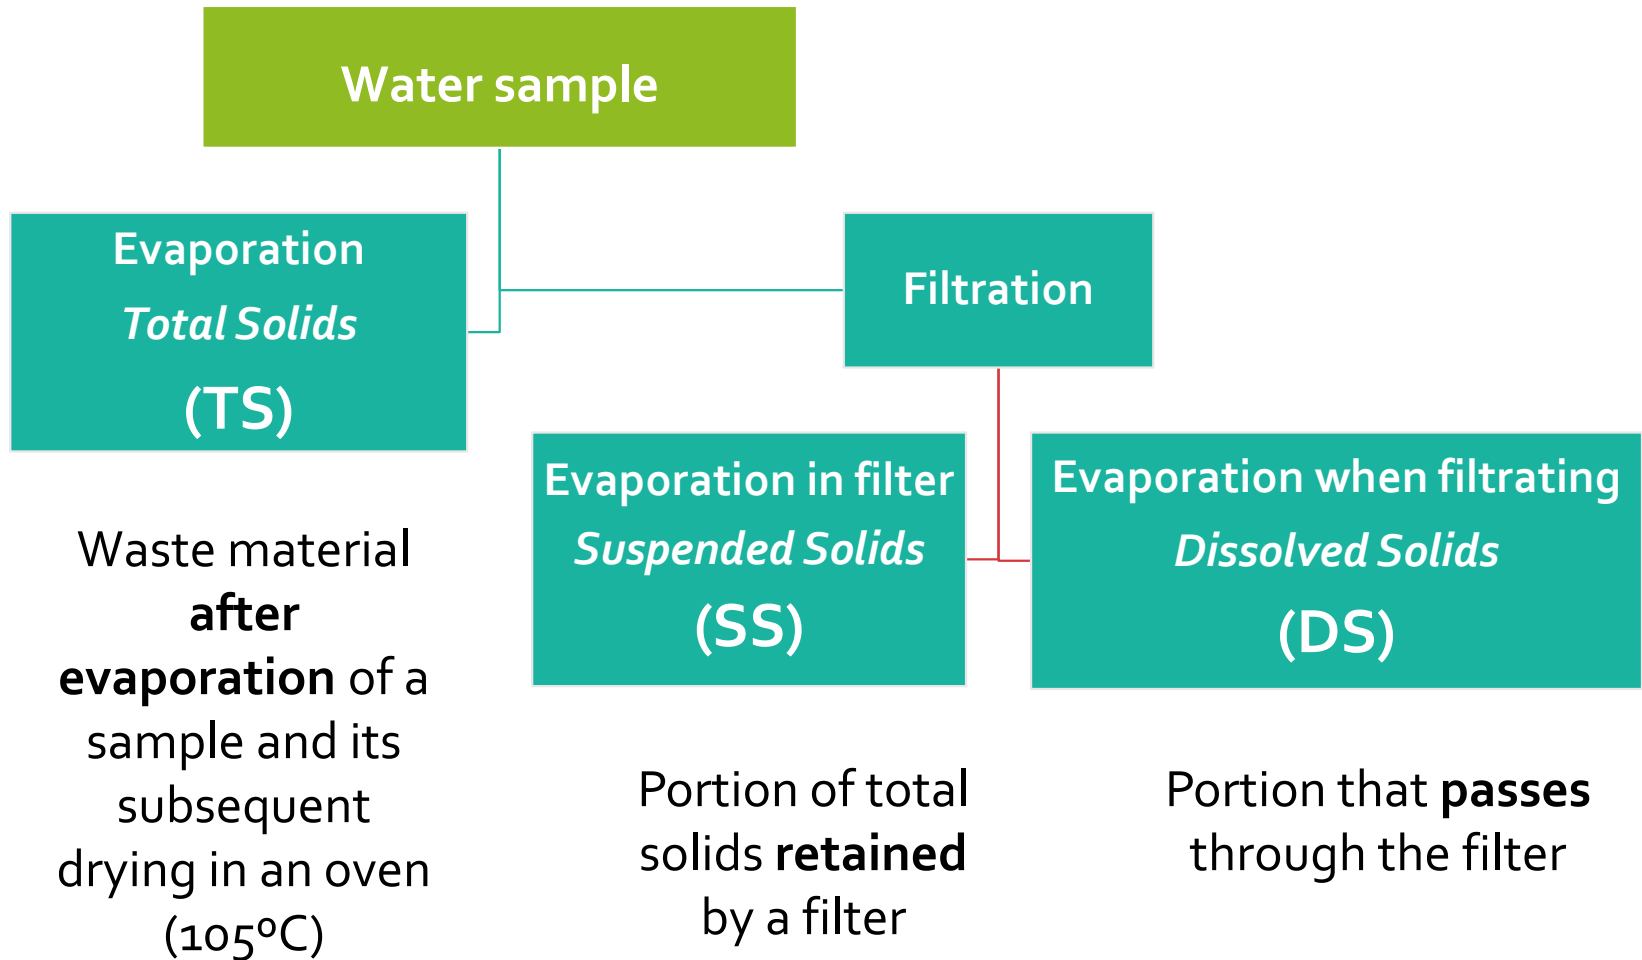 Water sample
Evaporation
Total Solids
(TS)
Filtration
Evaporation in filter
Suspended Solids
(SS)
Evaporation when filtrating
Dissolved Solids
(DS)
Waste material
after
evaporation of a
sample and its
subsequent
drying in an oven
(105ºC)
Portion of total
solids retained
by a filter
Portion that passes
through the filter